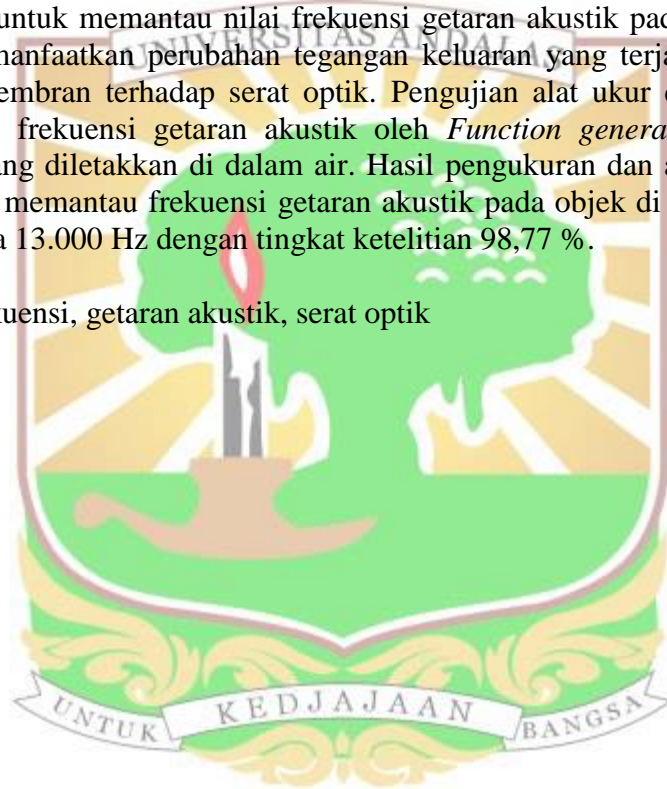 untuk memantau nilai frekuensi getaran akustik pad
UNIVERSITAS ANDALAS
manfaatkan perubahan tegangan keluaran yang terja
embran terhadap serat optik. Pengujian alat ukur
frekuensi getaran akustik oleh Function genera
ang diletakkan di dalam air. Hasil pengukuran dan a
memantau frekuensi getaran akustik pada objek di
a 13.000 Hz dengan tingkat ketelitian 98,77 %.
kuensi, getaran akustik, serat optik
UNTUK KEDJAJAAN BANGSA